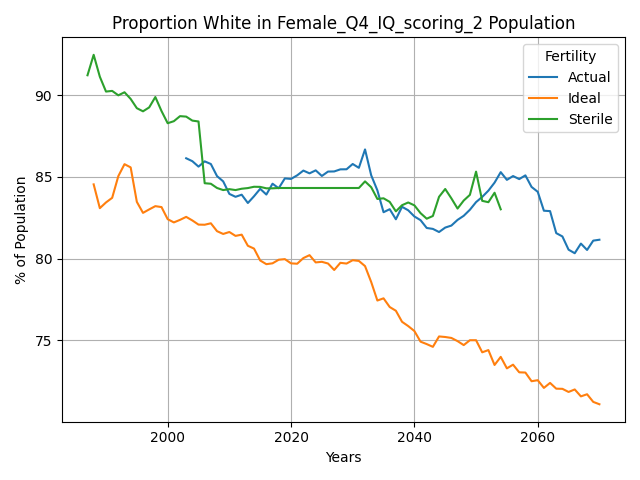 Proportion White in Female_Q4_IQ_scoring_2 Population
Fertility
Actual
Ideal
Sterile
% of Population
90
85
80
75
2000
2020
2040
2060
Years